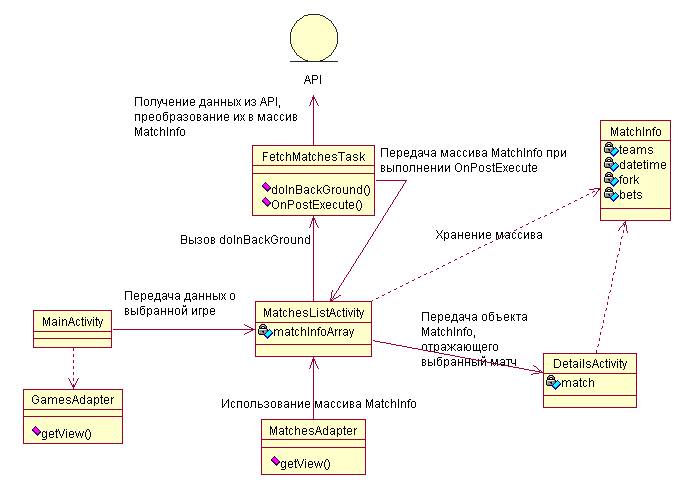 API
Получение данных из API,
преобразование их в массив
MatchInfo
FetchMatchesTask
doInBackGround()
OnPostExecute()
Передача массива MatchInfo при
выполнении OnPostExecute
MatchInfo
teams
datetime
fork
bets
Вызов doInBackGround
Хранение массива
Передача данных о
выбранной игре
MainActivity
MatchesListActivity
matchInfoArray
Передача объекта
MatchInfo,
отражающего
выбранный матч
DetailsActivity
match
GamesAdapter
getView()
Использование массива MatchInfo
MatchesAdapter
getView()